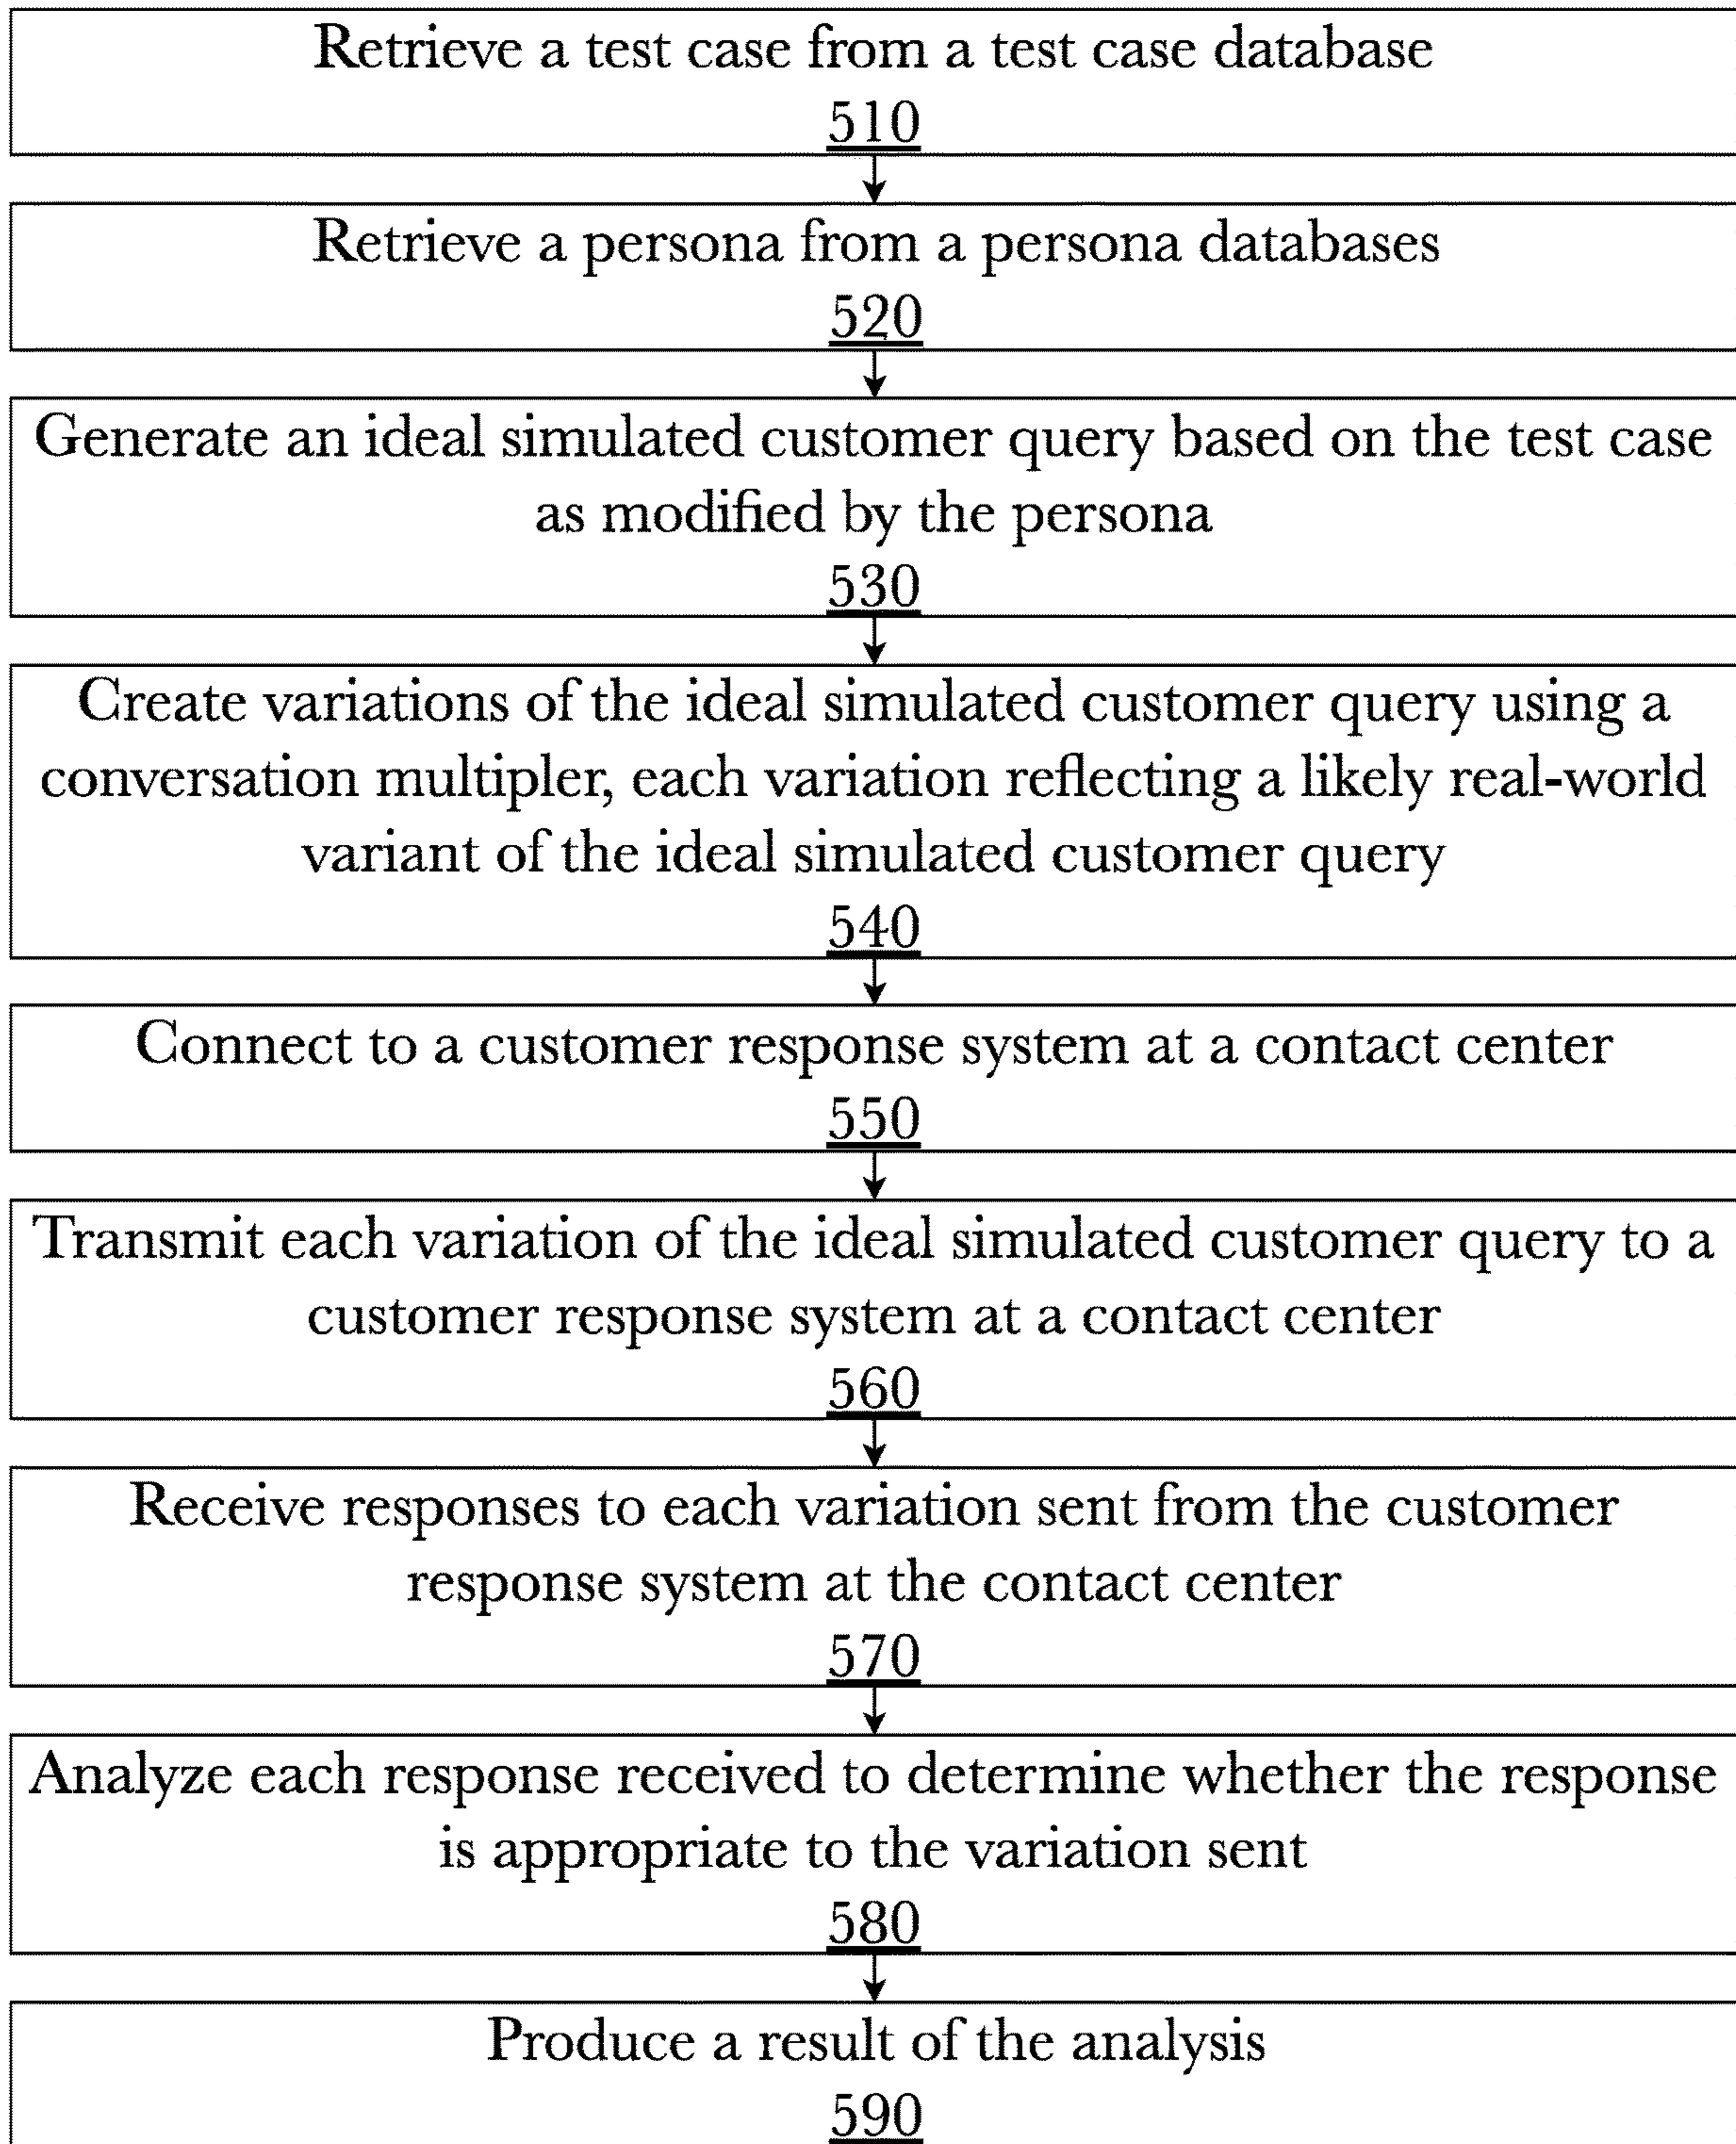 Retrieve a test case from a test case database
510
Retrieve a persona from a persona databases
520
Generate an ideal simulated customer query based on the test case
as modified by the persona
530
Create variations of the ideal simulated customer query using a
conversation multipler, each variation reflecting a likely real-world
variant of the ideal simulated customer query
540
Connect to a customer response system at a contact center
550
Transmit each variation of the ideal simulated customer query to a
customer response system at a contact center
560
Receive responses to each variation sent from the customer
response system at the contact center
570
Analyze each response received to determine whether the response
is appropriate to the variation sent
580
Produce a result of the analysis
590